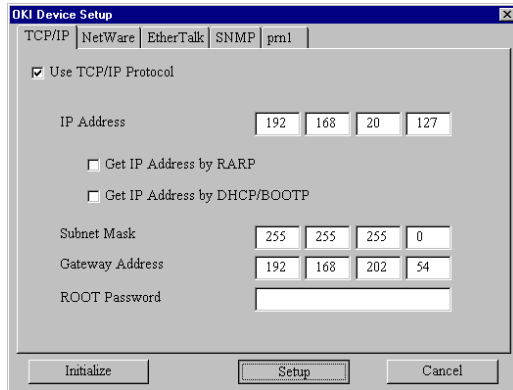 OKI Device Setup
TCP/IP NetWare EtherTalk SNMP prn1
Use TCP/IP Protocol
IP Address 192 168 20 127
Get IP Address by RARP
Get IP Address by DHCP/BOOTP
Subnet Mask 255 255 255 0
Gateway Address 192 168 202 54
ROOT Password
Initialize Setup Cancel